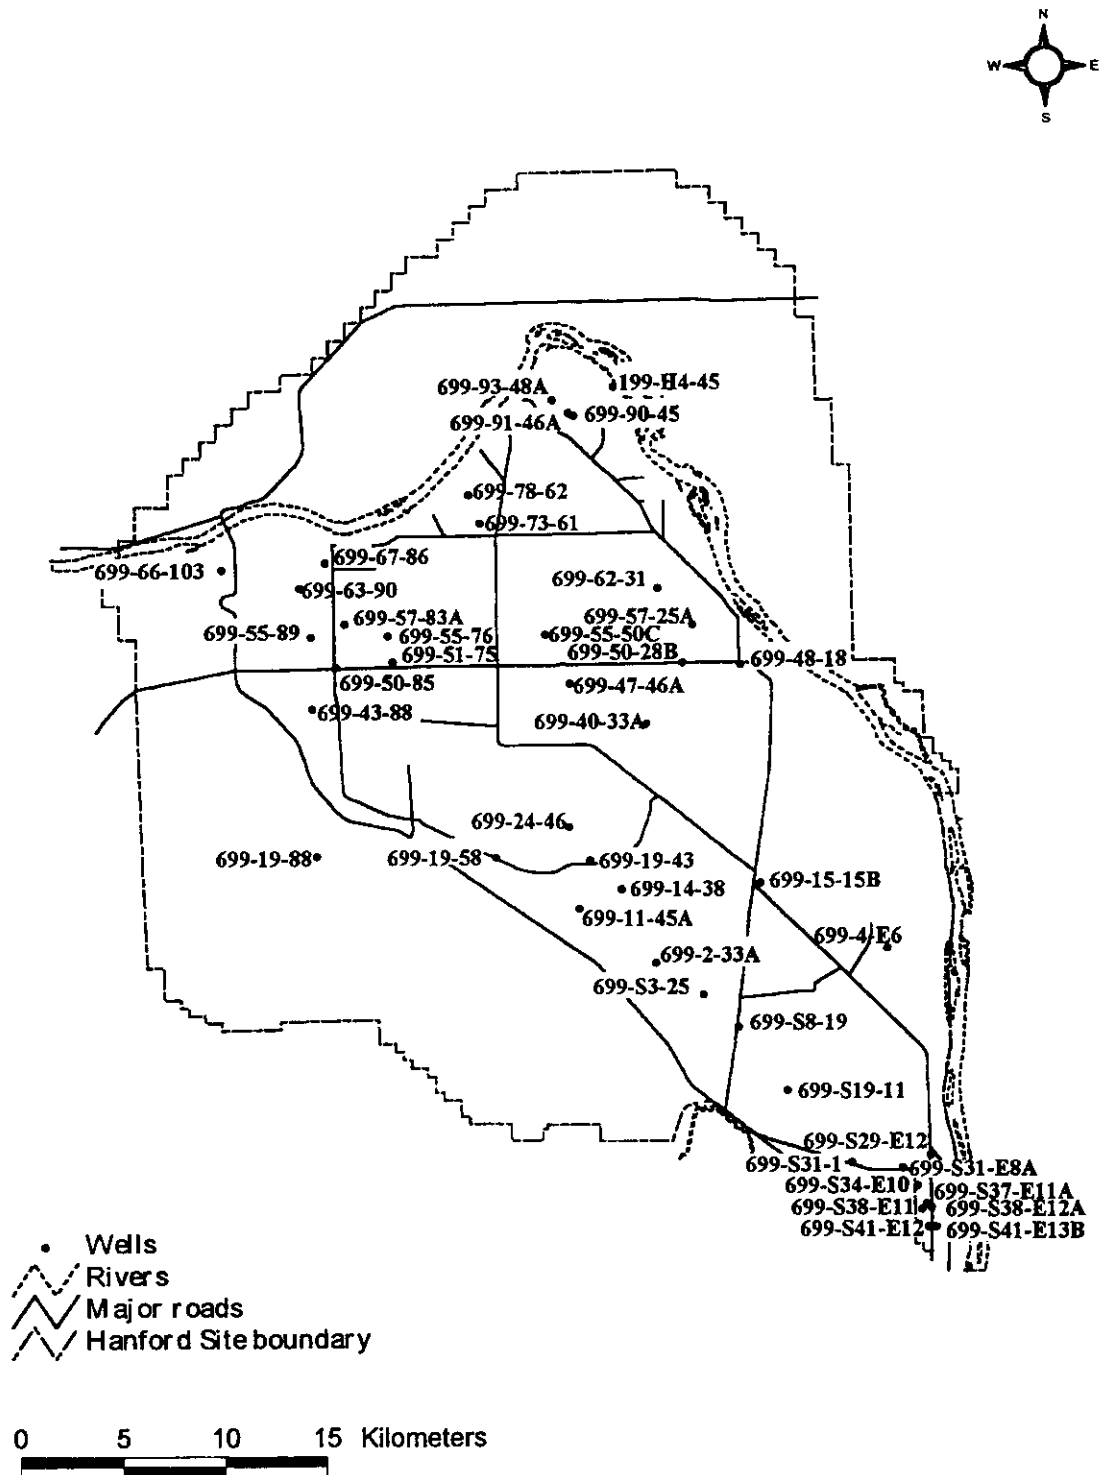 N
W E
S
699-93-48A
199-H4-45
699-91-46A
699-90-45
699-78-62
699-73-61
699-67-86
699-66-103
699-63-90
699-62-31
699-57-83A
699-57-25A
699-55-89
699-55-76
699-55-50C
699-51-75
699-50-28B
699-48-18
699-50-85
699-47-46A
699-43-88
699-40-33A
699-24-46
699-19-88
699-19-58
699-19-43
699-14-38
699-15-15B
699-11-45A
699-4-E6
699-2-33A
699-S3-25
699-S8-19
699-S19-11
699-S29-E12
699-S31-1
699-S31-E8A
699-S34-E10
699-S37-E11A
699-S38-E11
699-S38-E12A
699-S41-E12
699-S41-E13B
Wells
Rivers
Major roads
Hanford Site boundary
0 5 10 15 Kilometers